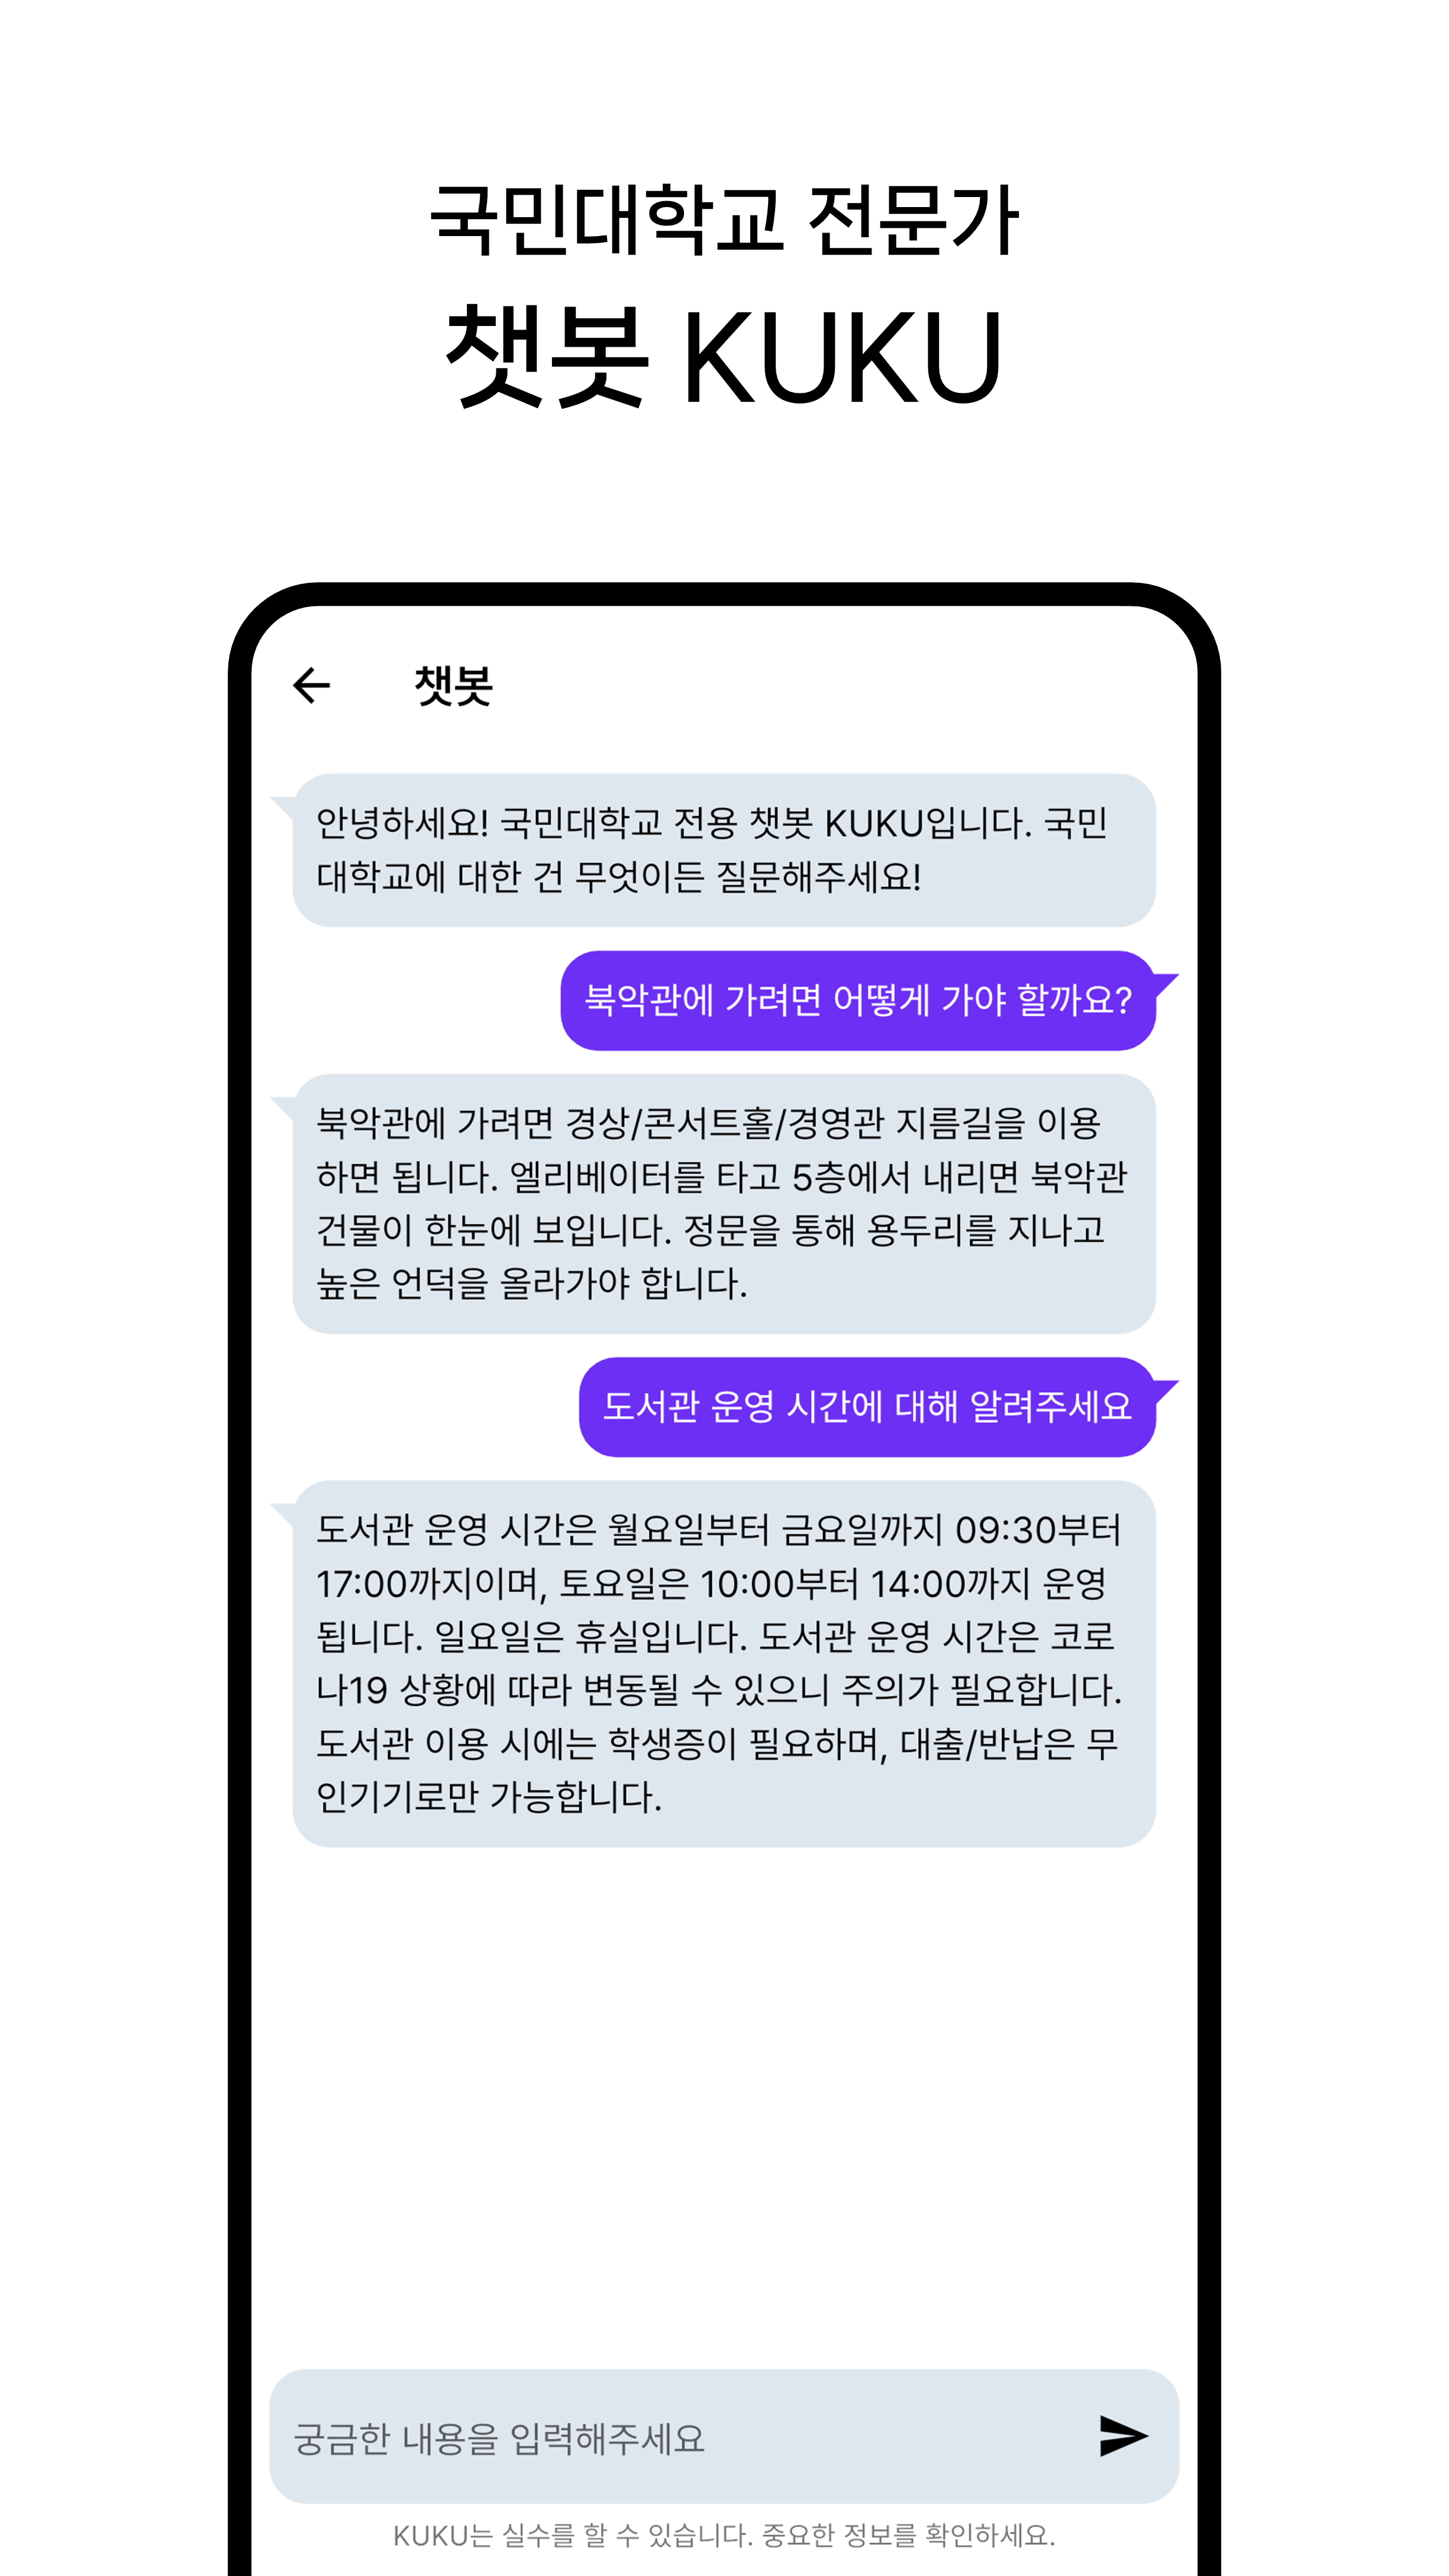 국민대학교 전문가
챗봇 KUKU
챗봇
안녕하세요! 국민대학교 전용 챗봇 KUKU입니다. 국민
대학교에 대한 건 무엇이든 질문해주세요!
북악관에 가려면 어떻게 가야 할까요?
북악관에 가려면 경상/콘서트홀/경영관 지름길을 이용
하면 됩니다. 엘리베이터를 타고 5층에서 내리면 북악관
건물이 한눈에 보입니다. 정문을 통해 용두리를 지나고
높은 언덕을 올라가야 합니다.
도서관 운영 시간에 대해 알려주세요
도서관 운영 시간은 월요일부터 금요일까지 09:30부터
17:00까지이며, 토요일은 10:00부터 14:00까지 운영
됩니다. 일요일은 휴실입니다. 도서관 운영 시간은 코로
나19 상황에 따라 변동될 수 있으니 주의가 필요합니다.
도서관 이용 시에는 학생증이 필요하며, 대출/반납은 무
인기기로만 가능합니다.
궁금한 내용을 입력해주세요
KUKU는 실수를 할 수 있습니다. 중요한 정보를 확인하세요.